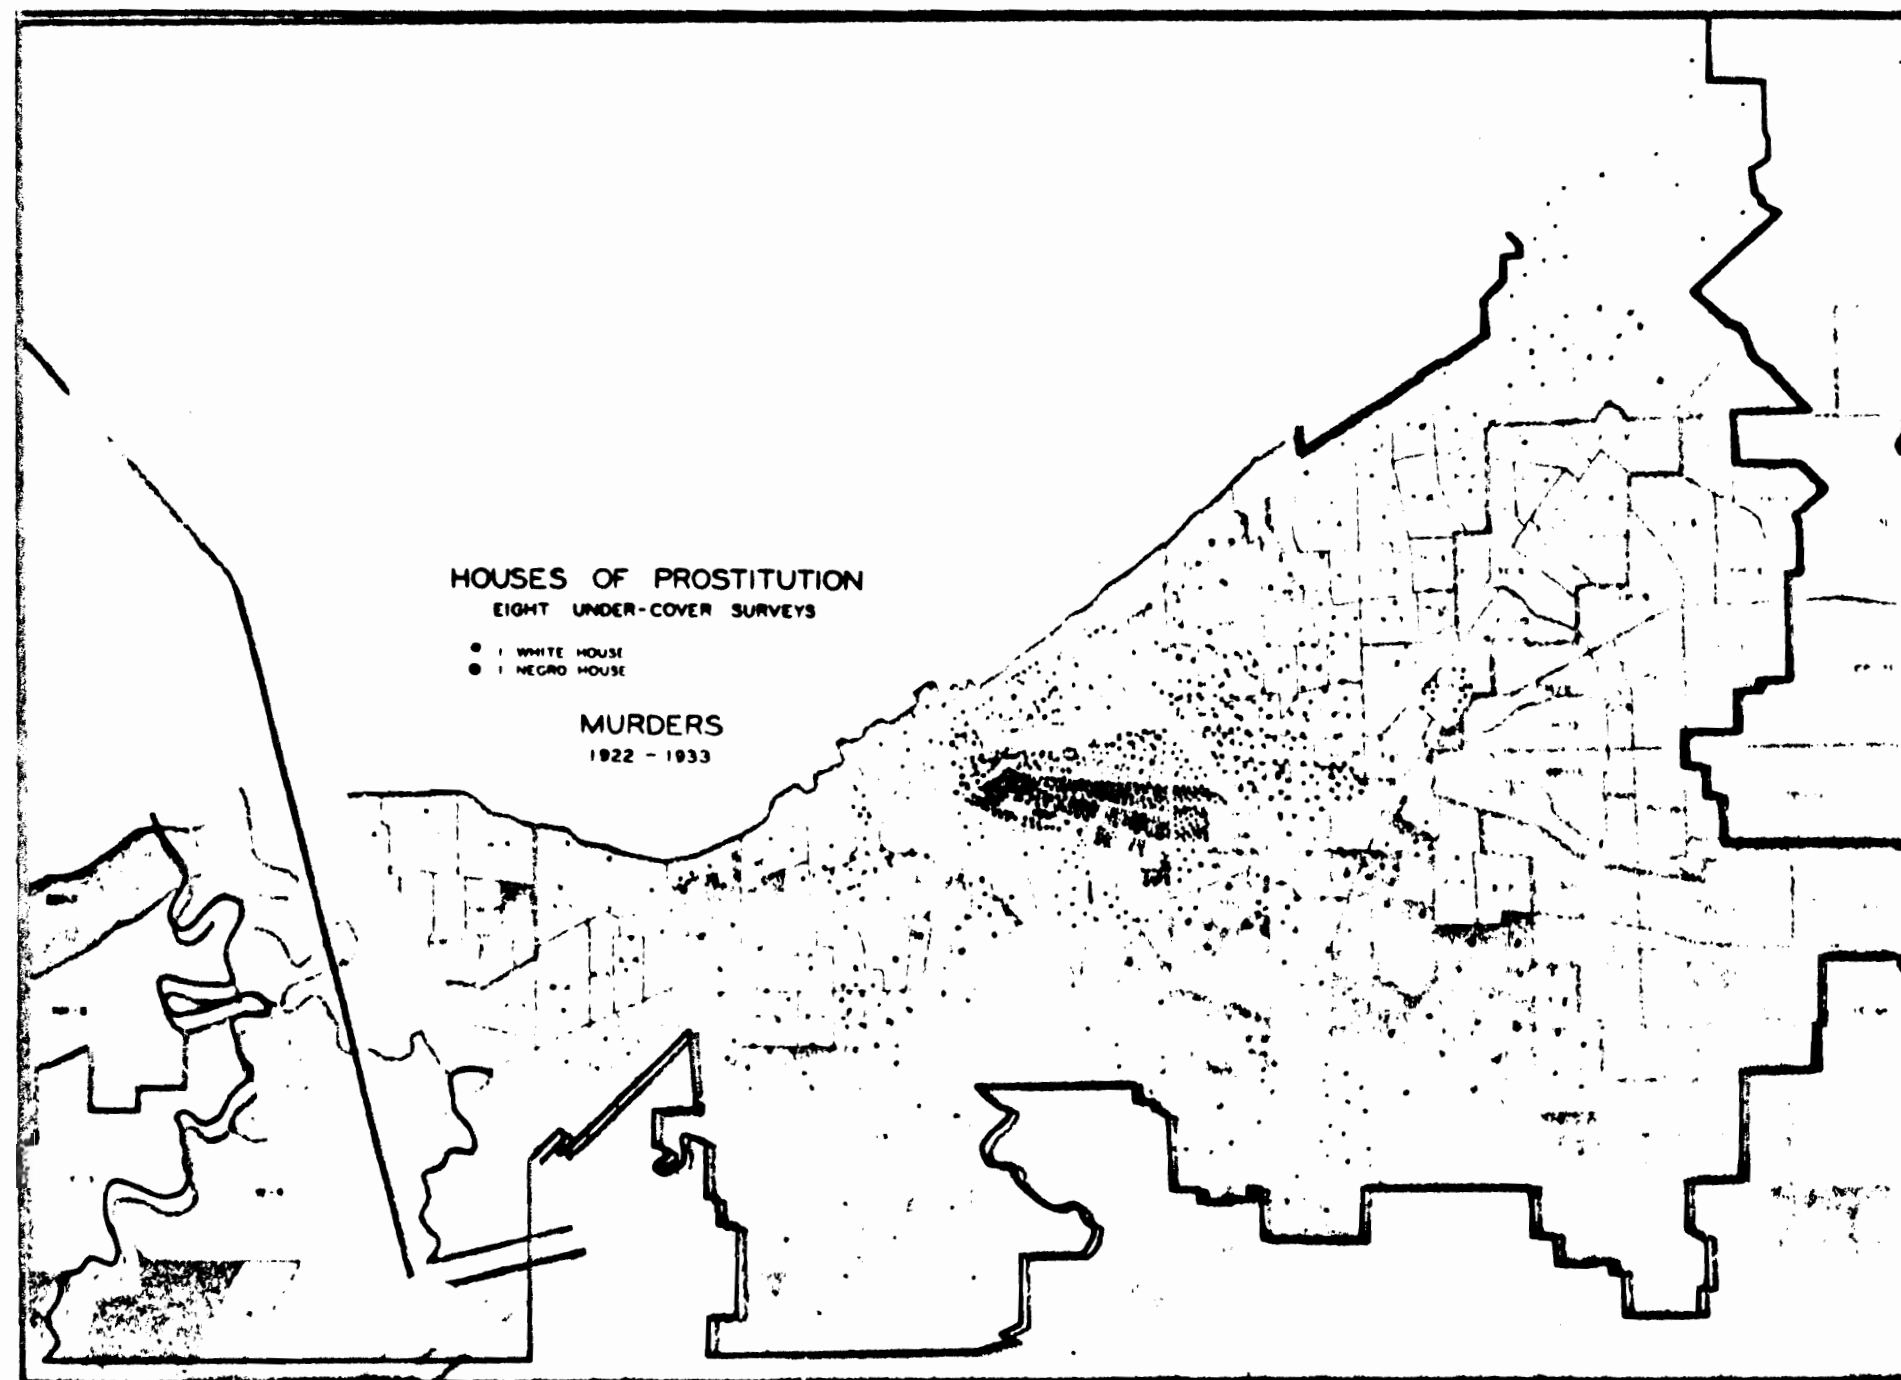 HOUSES OF PROSTITUTION
EIGHT UNDER-COVER SURVEYS
1 WHITE HOUSE
1 NEGRO HOUSE
MURDERS
1922 - 1933